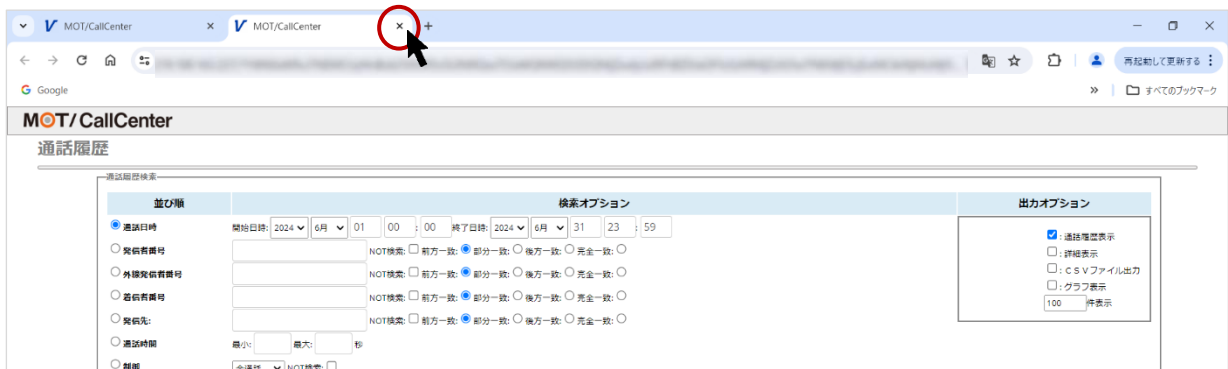 MOT/CallCenter × MOT/CallCenter × +
再起動して更新する
Google » すべてのブックマーク
MOT/CallCenter
通話履歴
通話履歴検索
並び順 検索オプション 出力オプション
通話日時 開始日時: 2024 6月 01 00 : 00 終了日時: 2024 6月 31 23 : 59
: 通話履歴表示
発信者番号 NOT検索: 前方一致: 部分一致: 後方一致: 完全一致:
: 詳細表示
外線発信者番号 NOT検索: 前方一致: 部分一致: 後方一致: 完全一致:
: CSVファイル出力
: グラフ表示
着信者番号 NOT検索: 前方一致: 部分一致: 後方一致: 完全一致:
100 件表示
発信先: NOT検索: 前方一致: 部分一致: 後方一致: 完全一致:
通話時間 最小: 最大: 秒
制御 全通話 NOT検索: